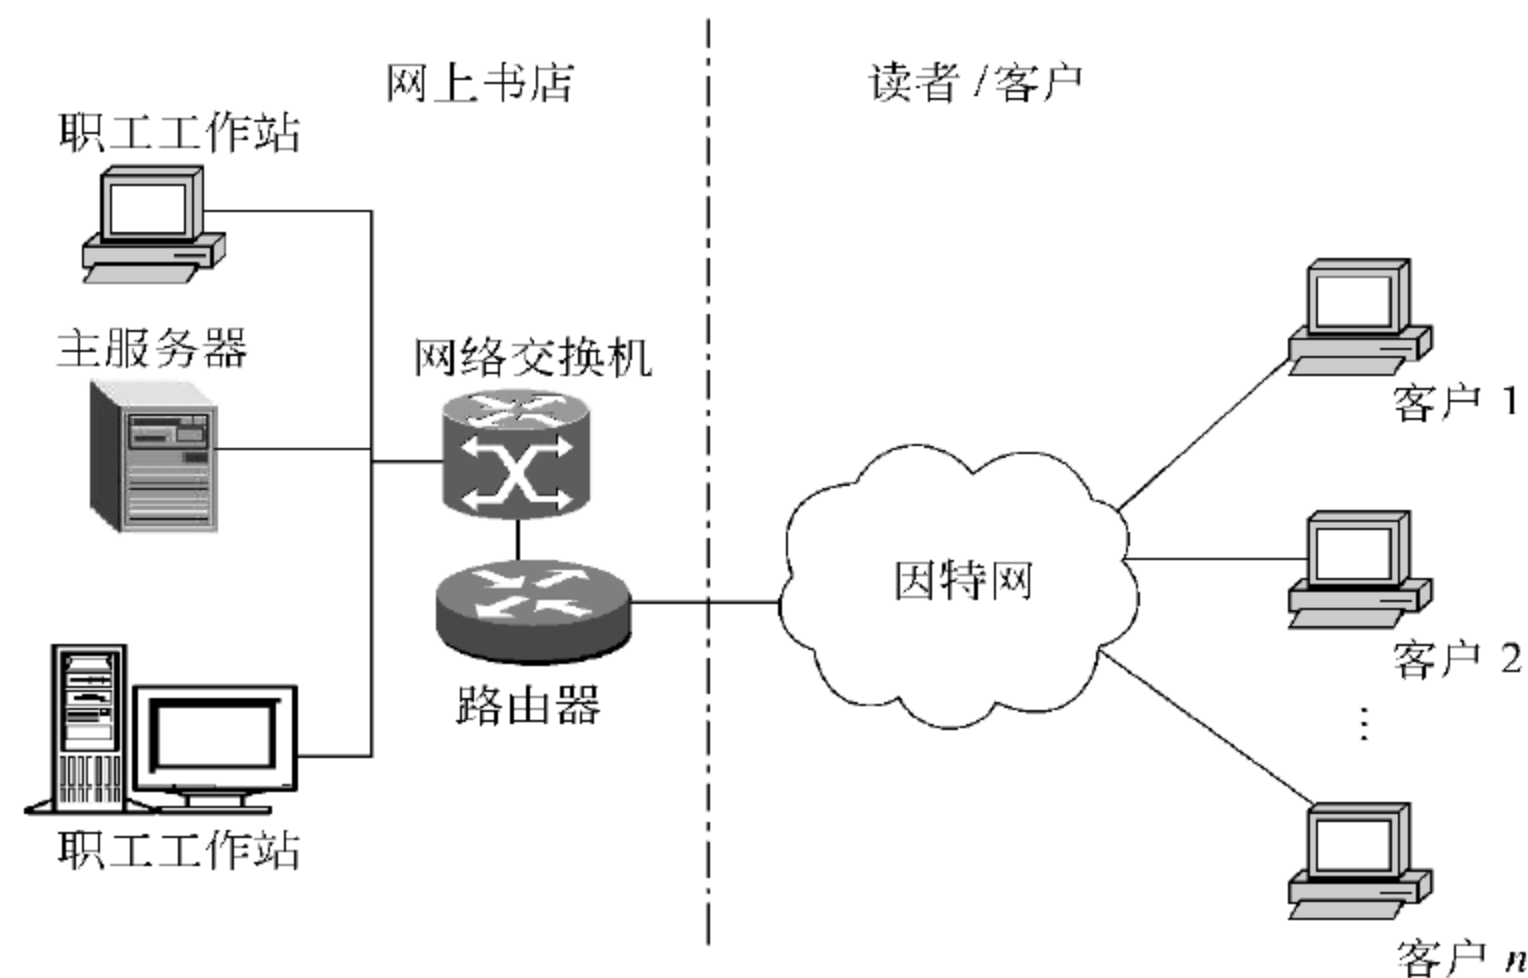 网上书店
读者/客户
职工工作站
主服务器
网络交换机
客户 1
因特网
客户 2
路由器
⋮
职工工作站
客户 n